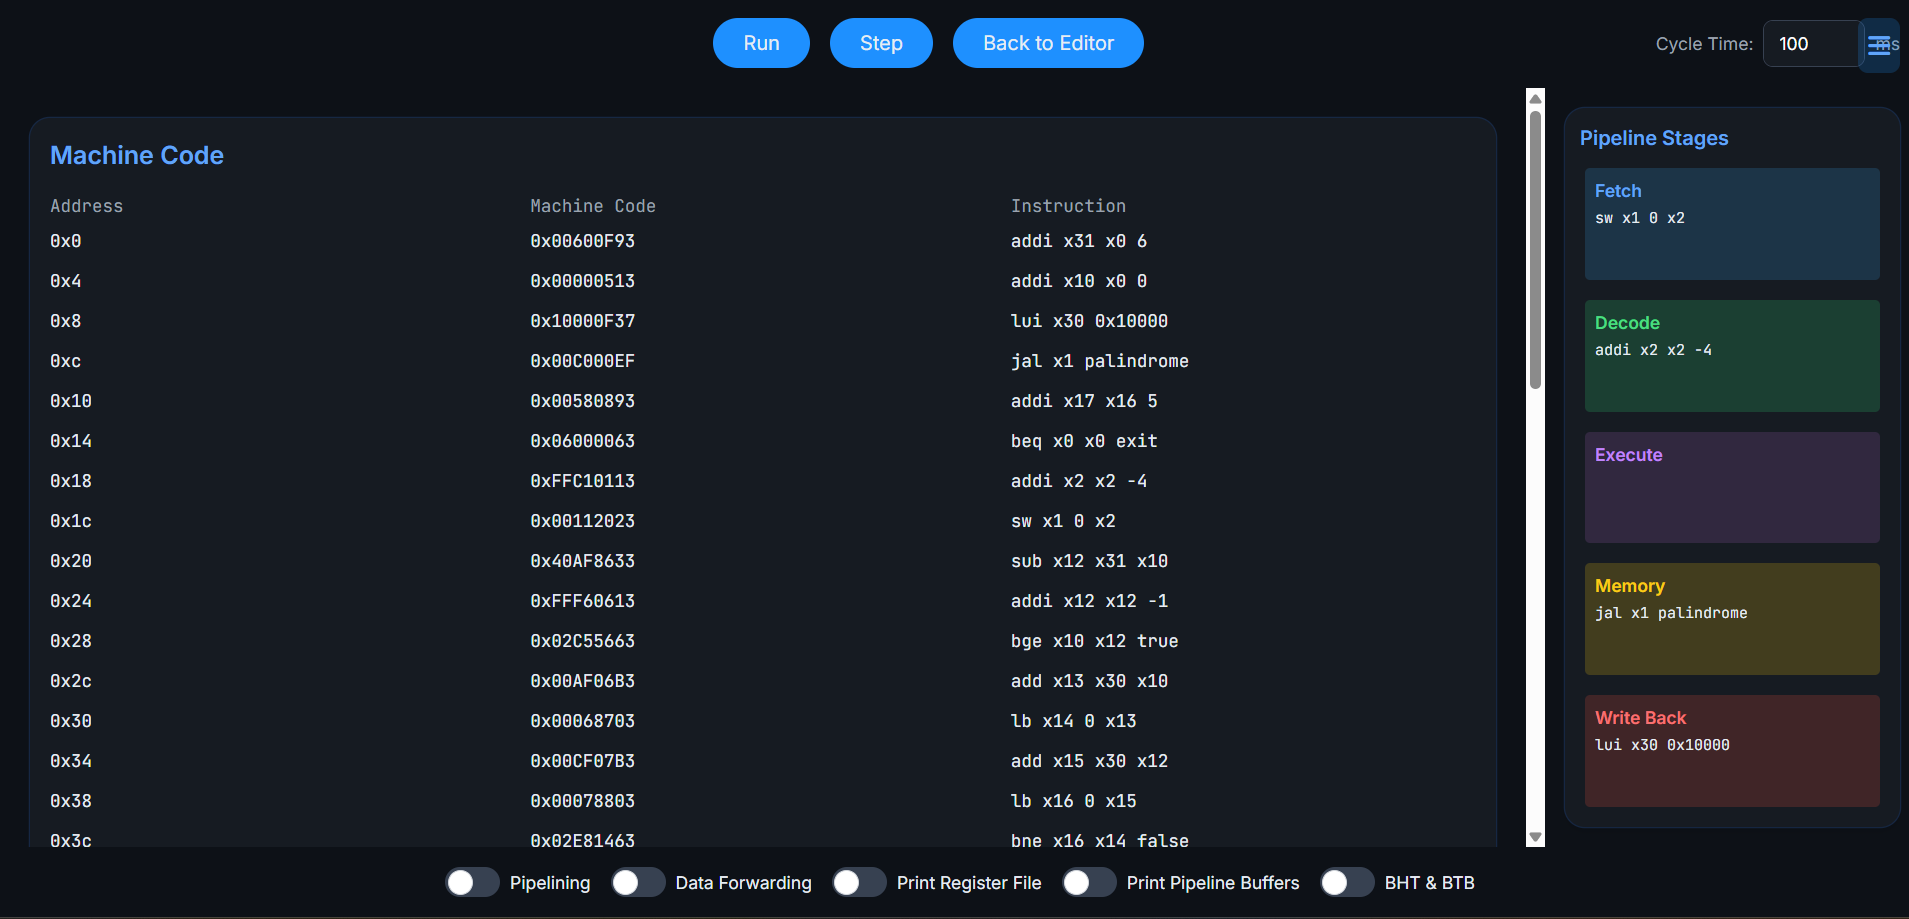 Run Step Back to Editor Cycle Time: 100 ms
Machine Code
Address Machine Code Instruction
0x0 0x00600F93 addi x31 x0 6
0x4 0x00000513 addi x10 x0 0
0x8 0x10000F37 lui x30 0x10000
0xc 0x00C000EF jal x1 palindrome
0x10 0x00580893 addi x17 x16 5
0x14 0x06000063 beq x0 x0 exit
0x18 0xFFC10113 addi x2 x2 -4
0x1c 0x00112023 sw x1 0 x2
0x20 0x40AF8633 sub x12 x31 x10
0x24 0xFFF60613 addi x12 x12 -1
0x28 0x02C55663 bge x10 x12 true
0x2c 0x00AF06B3 add x13 x30 x10
0x30 0x00068703 lb x14 0 x13
0x34 0x00CF07B3 add x15 x30 x12
0x38 0x00078803 lb x16 0 x15
0x3c 0x02E81463 bne x16 x14 false
Pipeline Stages
Fetch
sw x1 0 x2
Decode
addi x2 x2 -4
Execute
Memory
jal x1 palindrome
Write Back
lui x30 0x10000
Pipelining Data Forwarding Print Register File Print Pipeline Buffers BHT & BTB